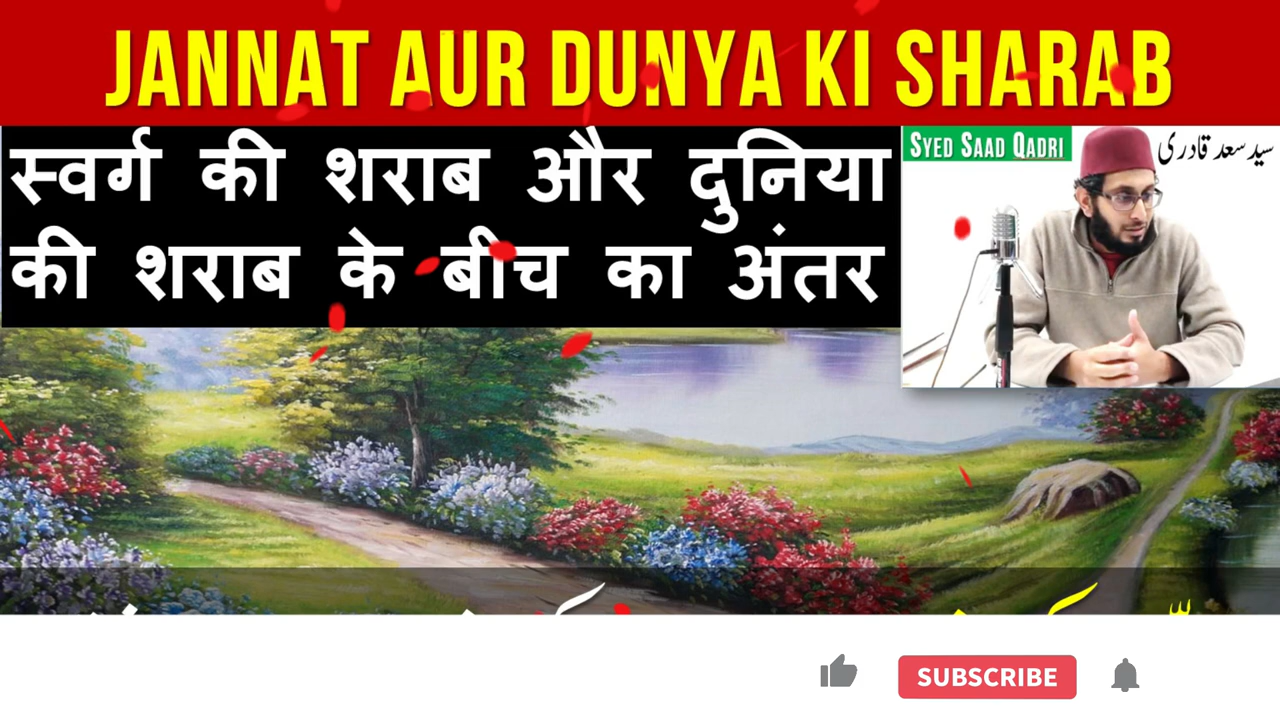 JANNAT AUR DUNYA KI SHARAB
स्वर्ग की शराब और दुनिया
की शराब के बीच का अंतर
SYED SAAD QADRI
سید سعد قادری
SUBSCRIBE